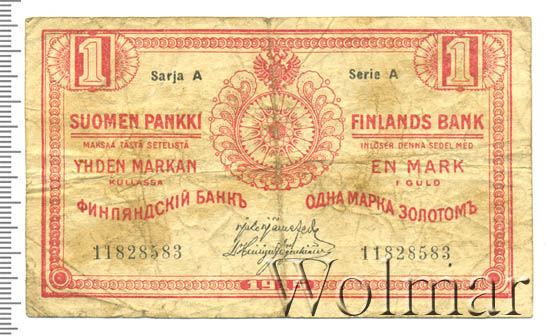 1 1
Sarja A Serie A
SUOMEN PANKKI FINLANDS BANK
MAKSAA TÄSTÄ SETELISTÄ INLÖSER DENNA SEDEL MED
YHDEN MARKAN EN MARK
KULLASSA I GULD
ФИНЛЯНДСКІЙ БАНКЪ ОДНА МАРКА ЗОЛОТОМЪ
11828583 11828583
Wolmar